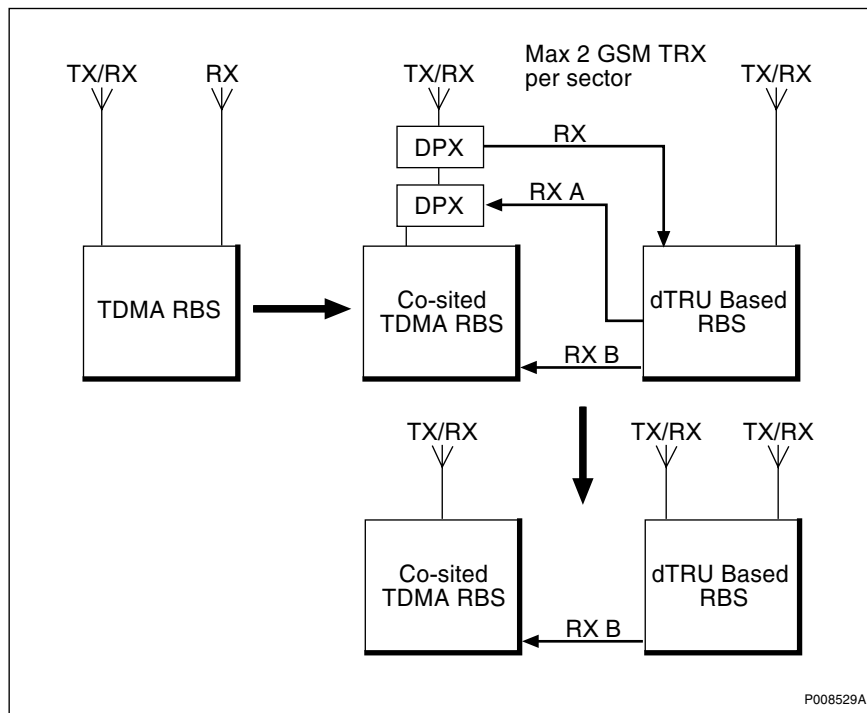 TX/RX
RX
TX/RX
Max 2 GSM TRX
per sector
TX/RX
DPX
RX
DPX
RX A
TDMA RBS
Co-sited
TDMA RBS
dTRU Based
RBS
RX B
TX/RX
TX/RX
TX/RX
Co-sited
TDMA RBS
dTRU Based
RBS
RX B
P008529A